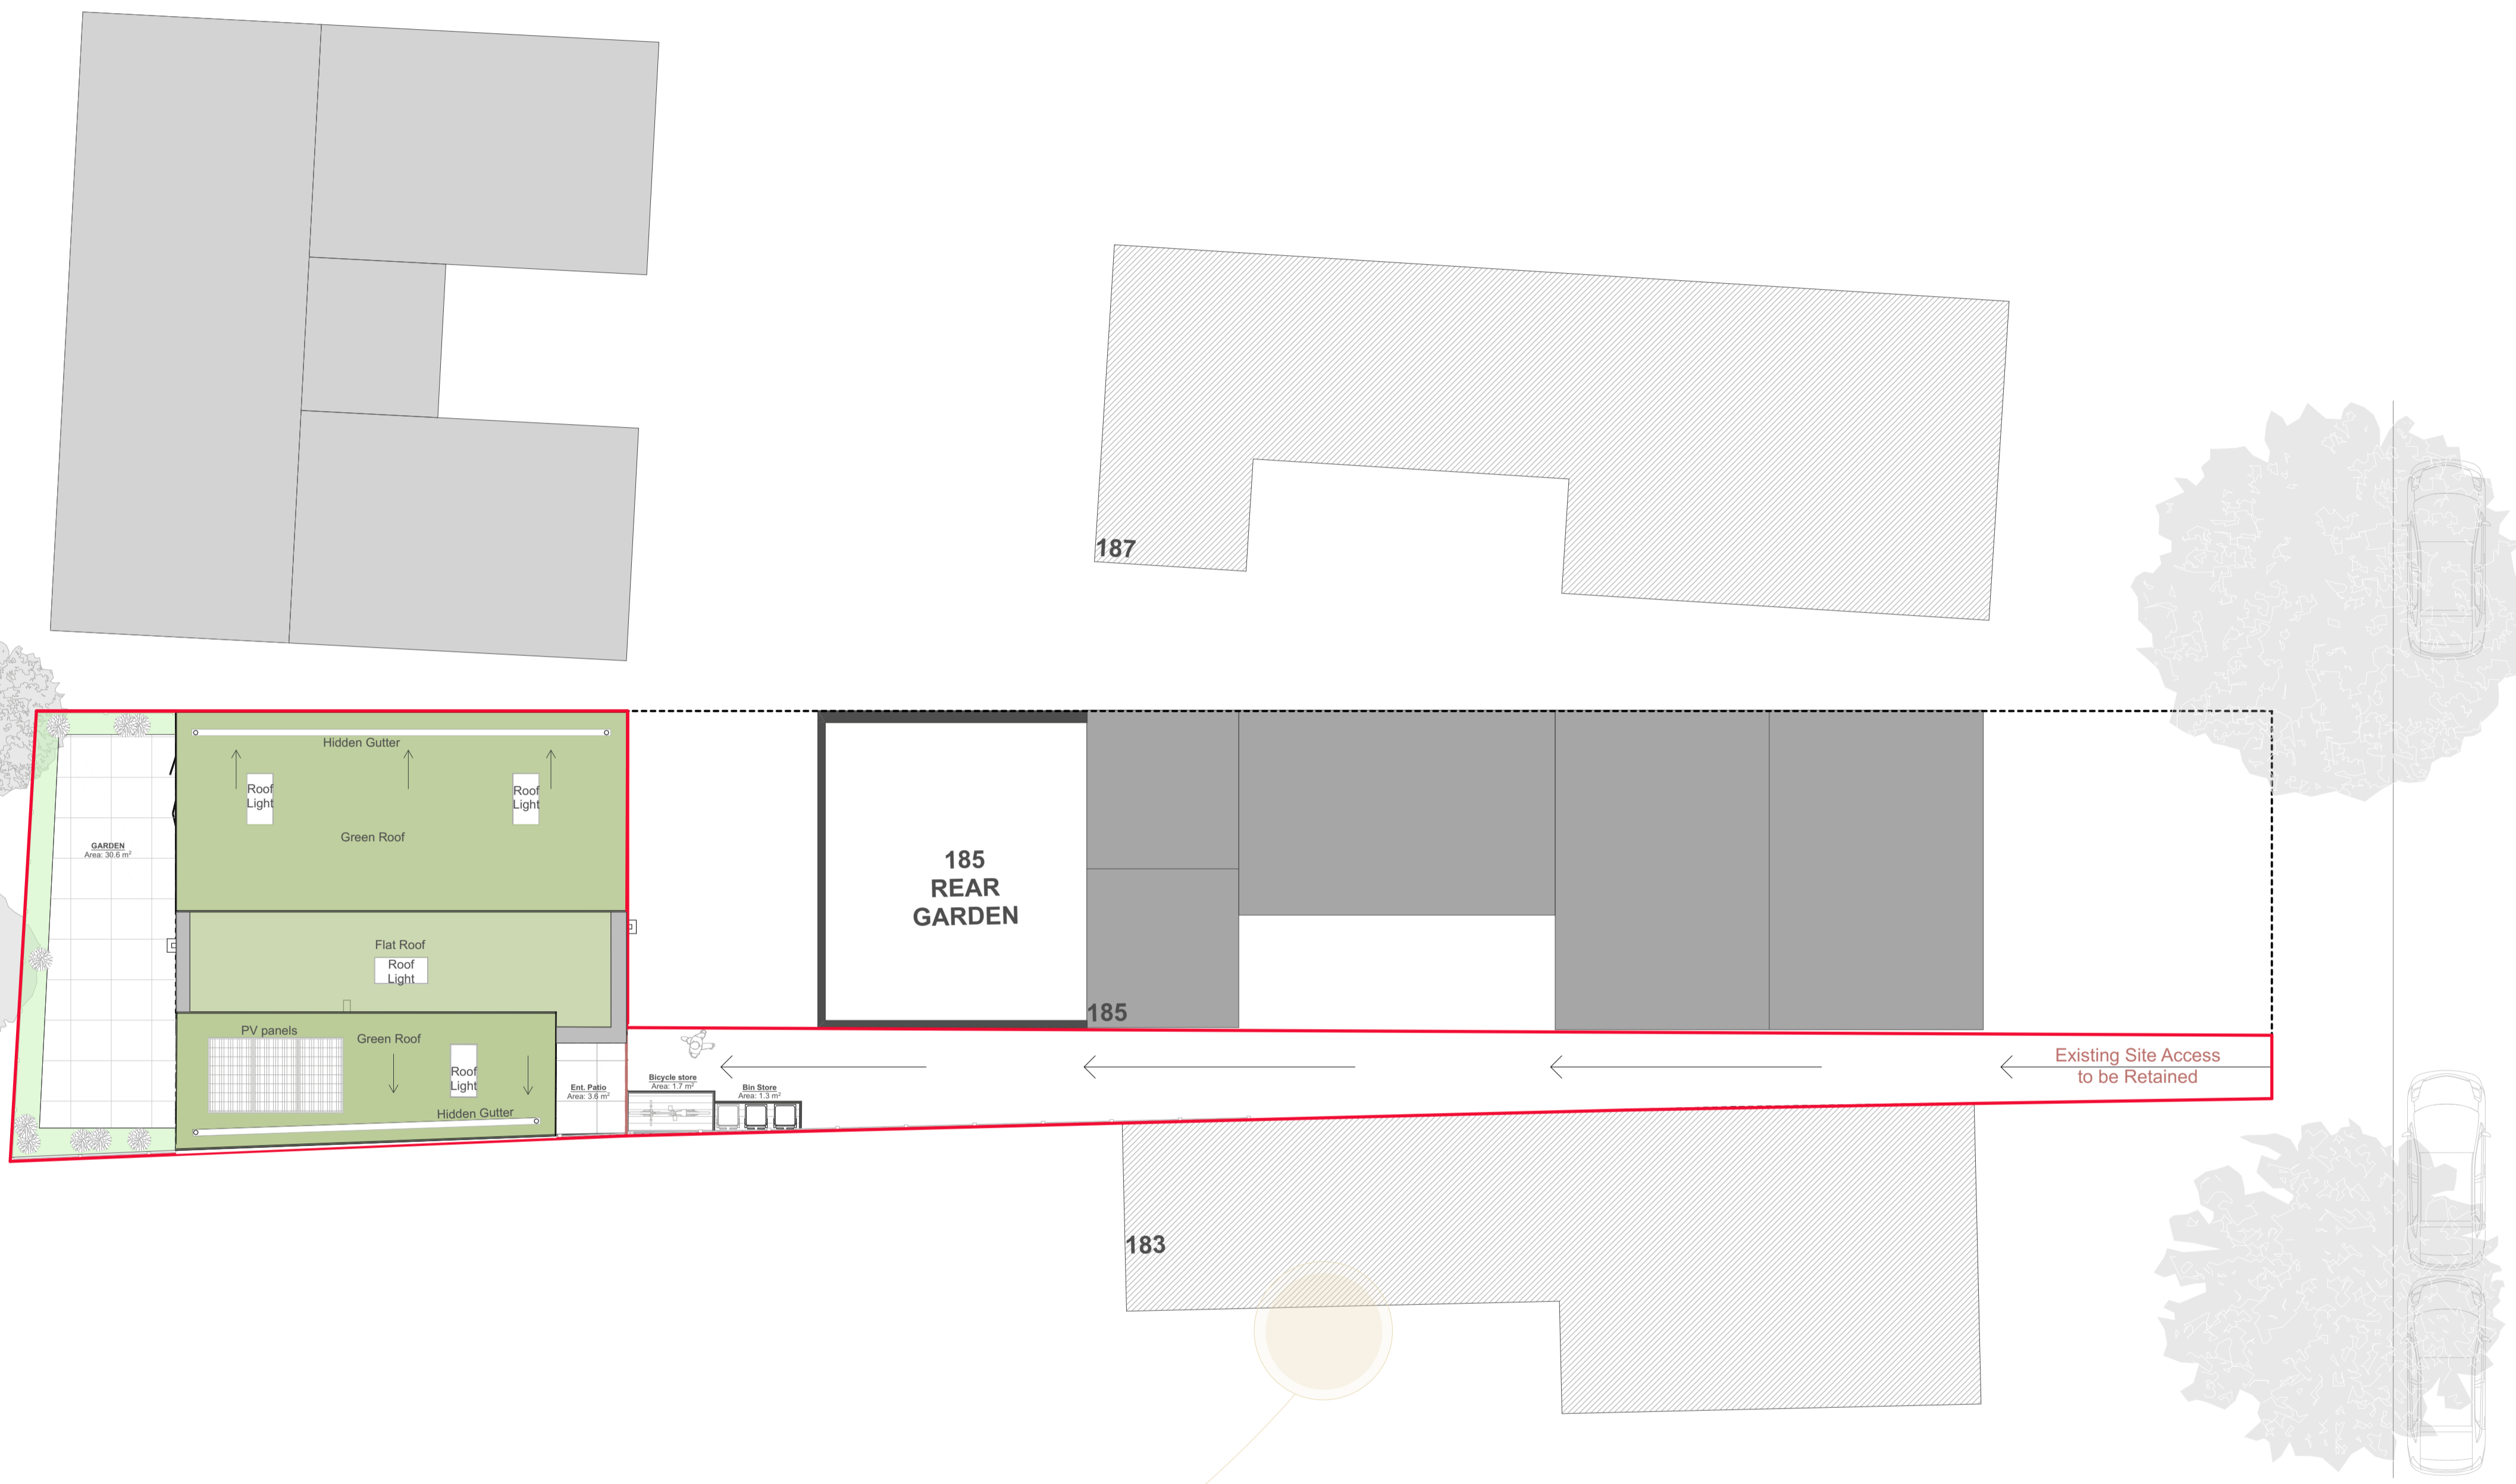 187
Hidden Gutter
Roof
Light
Roof
Light
Green Roof
GARDEN
Area: 30.6 m²
185
REAR
GARDEN
Flat Roof
Roof
Light
185
PV panels
Green Roof
Roof
Light
Hidden Gutter
Ent. Patio
Area: 3.6 m²
Bicycle store
Area: 1.7 m²
Bin Store
Area: 1.3 m²
Existing Site Access
to be Retained
183